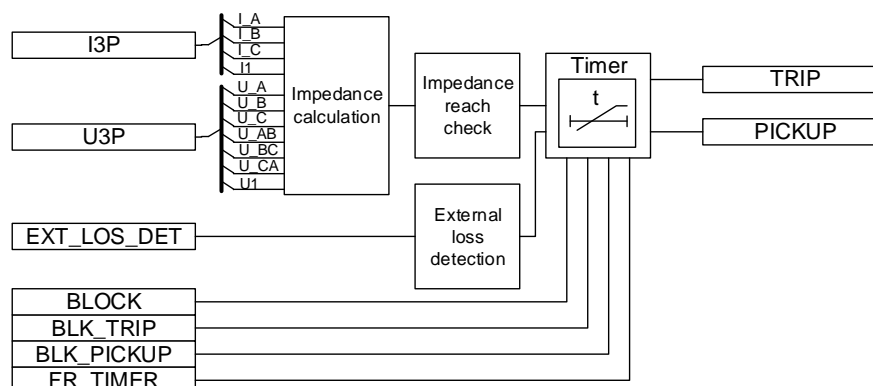 I3P
I_A
I_B
I_C
I1
U3P
U_A
U_B
U_C
U_AB
U_BC
U_CA
U1
Impedance
calculation
Impedance
reach
check
Timer
t
TRIP
PICKUP
EXT_LOS_DET
External
loss
detection
BLOCK
BLK_TRIP
BLK_PICKUP
FR_TIMER